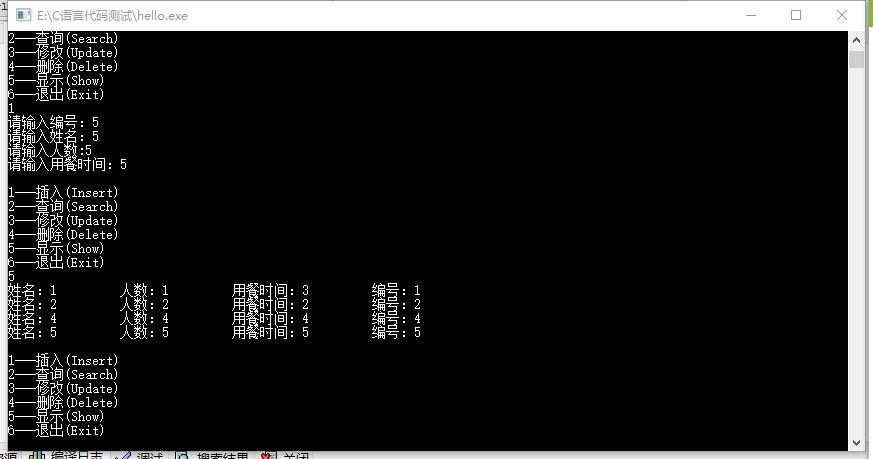 E:\C语言代码测试\hello.exe
2——查询(Search)
3——修改(Update)
4——删除(Delete)
5——显示(Show)
6——退出(Exit)
1
请输入编号：5
请输入姓名：5
请输入人数:5
请输入用餐时间：5
1——插入(Insert)
2——查询(Search)
3——修改(Update)
4——删除(Delete)
5——显示(Show)
6——退出(Exit)
5
姓名：1 人数：1 用餐时间：3 编号：1
姓名：2 人数：2 用餐时间：2 编号：2
姓名：4 人数：4 用餐时间：4 编号：4
姓名：5 人数：5 用餐时间：5 编号：5
1——插入(Insert)
2——查询(Search)
3——修改(Update)
4——删除(Delete)
5——显示(Show)
6——退出(Exit)
编译日志 调试 搜索结果 关闭